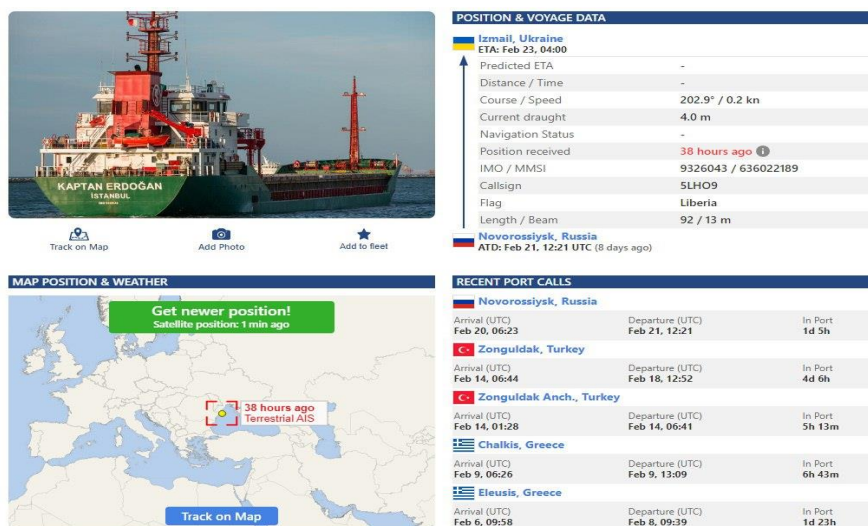 KAPTAN ERDOĞAN
İSTANBUL
Track on Map
Add Photo
Add to fleet
POSITION & VOYAGE DATA
Izmail, Ukraine
ETA: Feb 23, 04:00
Predicted ETA -
Distance / Time -
Course / Speed 202.9° / 0.2 kn
Current draught 4.0 m
Navigation Status -
Position received 38 hours ago i
IMO / MMSI 9326043 / 636022189
Callsign 5LHO9
Flag Liberia
Length / Beam 92 / 13 m
Novorossiysk, Russia
ATD: Feb 21, 12:21 UTC (8 days ago)
MAP POSITION & WEATHER
Get newer position!
Satellite position: 1 min ago
38 hours ago
Terrestrial AIS
Track on Map
RECENT PORT CALLS
Novorossiysk, Russia
Arrival (UTC) Departure (UTC) In Port
Feb 20, 06:23 Feb 21, 12:21 1d 5h
Zonguldak, Turkey
Arrival (UTC) Departure (UTC) In Port
Feb 14, 06:44 Feb 18, 12:52 4d 6h
Zonguldak Anch., Turkey
Arrival (UTC) Departure (UTC) In Port
Feb 14, 01:28 Feb 14, 06:41 5h 13m
Chalkis, Greece
Arrival (UTC) Departure (UTC) In Port
Feb 9, 06:26 Feb 9, 13:09 6h 43m
Eleusis, Greece
Arrival (UTC) Departure (UTC) In Port
Feb 6, 09:58 Feb 8, 09:39 1d 23h